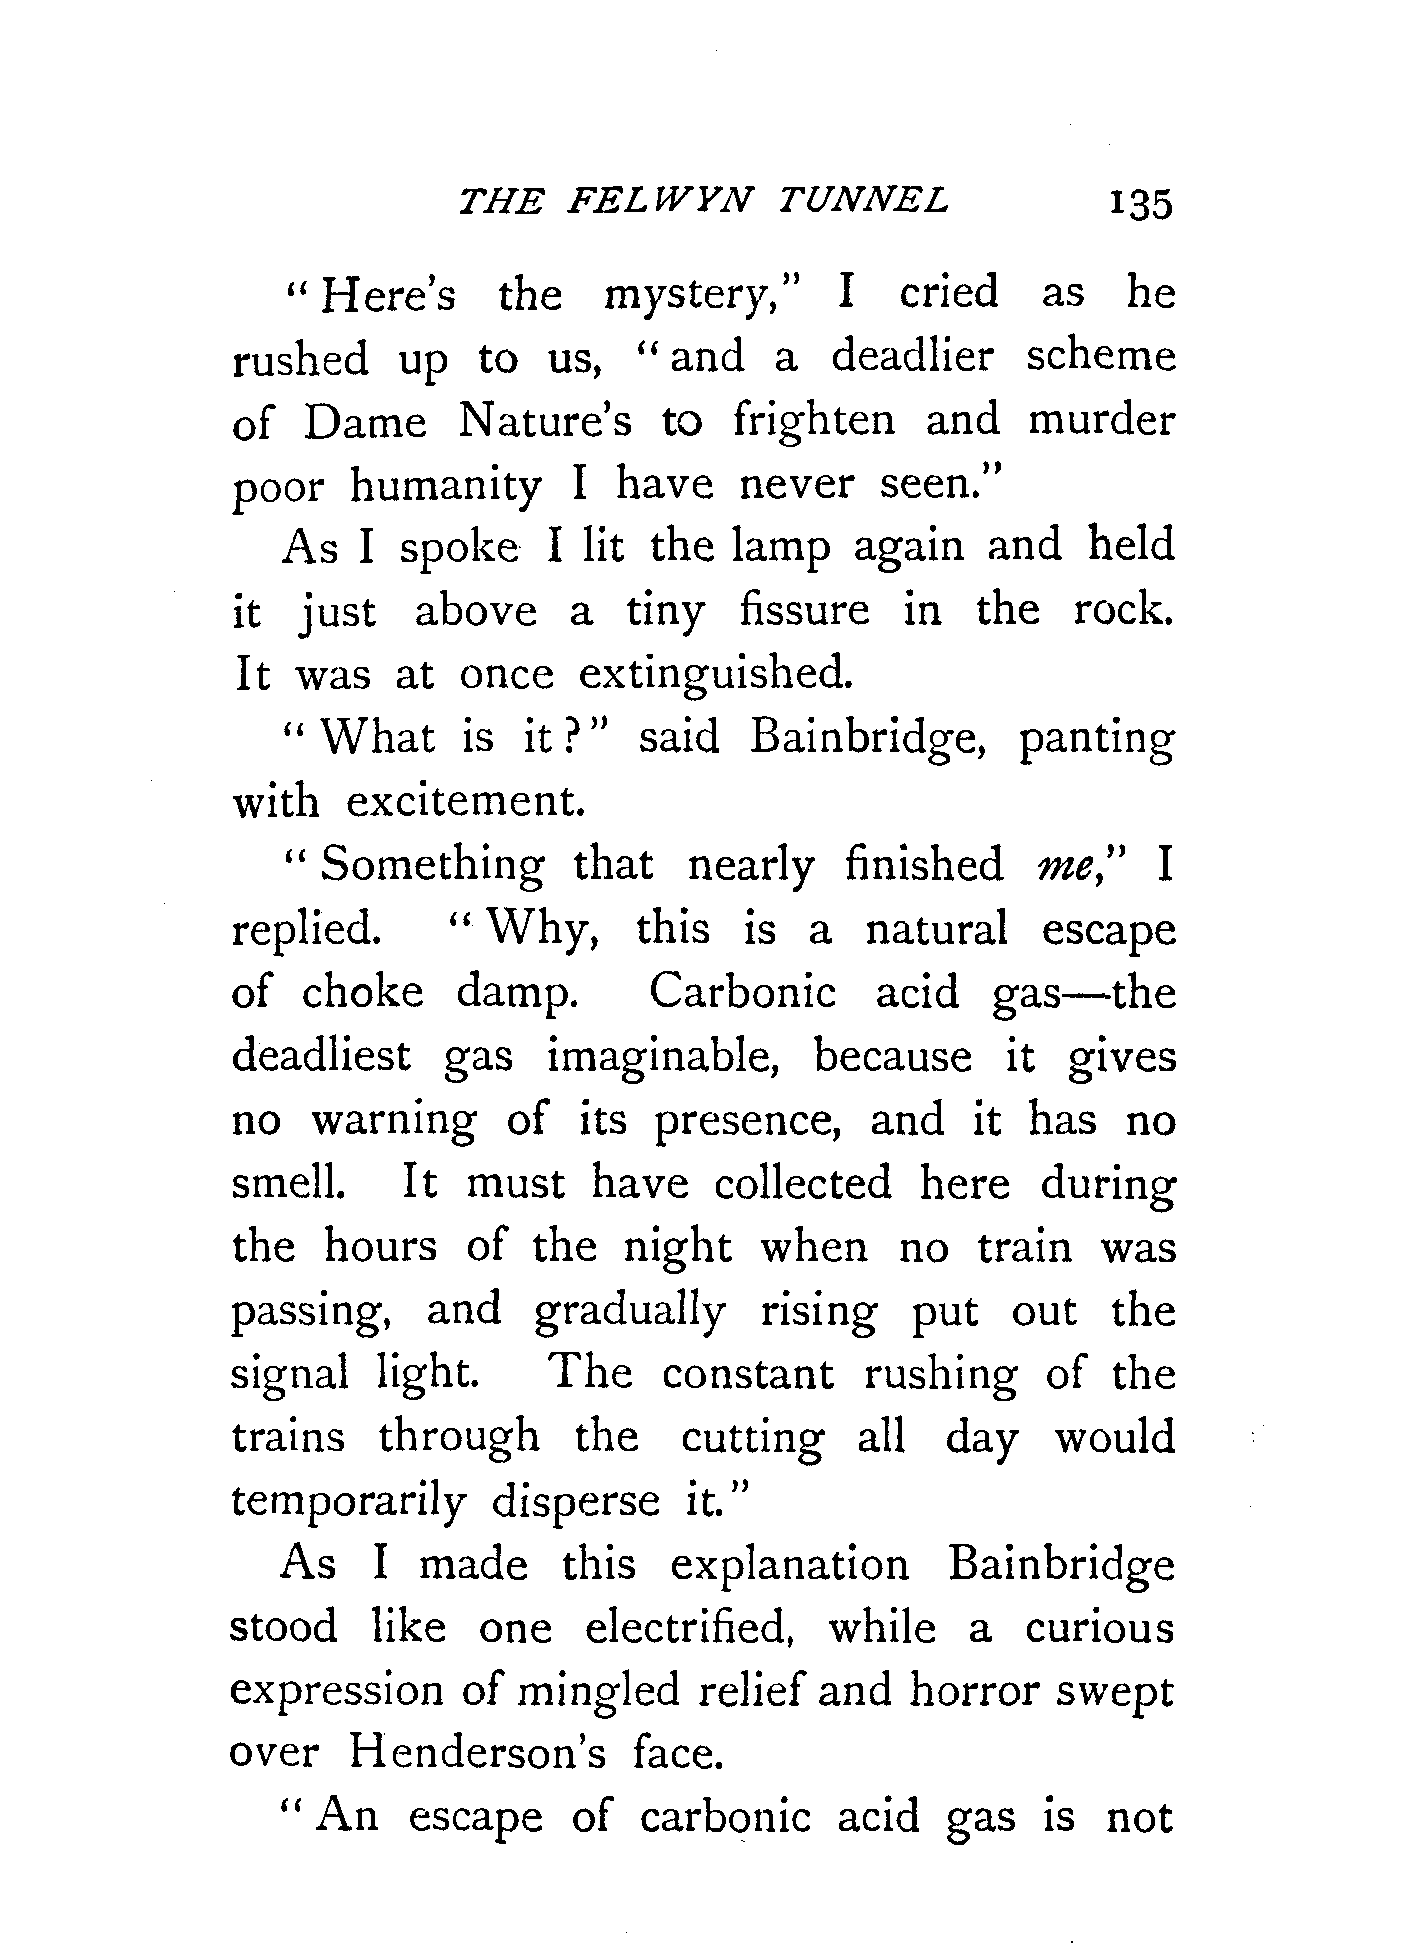 THE FELWYN TUNNEL 135
“Here’s the mystery,” I cried as he
rushed up to us, “and a deadlier scheme
of Dame Nature’s to frighten and murder
poor humanity I have never seen.”
As I spoke I lit the lamp again and held
it just above a tiny fissure in the rock.
It was at once extinguished.
“What is it?” said Bainbridge, panting
with excitement.
“Something that nearly finished me,” I
replied. “Why, this is a natural escape
of choke damp. Carbonic acid gas—the
deadliest gas imaginable, because it gives
no warning of its presence, and it has no
smell. It must have collected here during
the hours of the night when no train was
passing, and gradually rising put out the
signal light. The constant rushing of the
trains through the cutting all day would
temporarily disperse it.”
As I made this explanation Bainbridge
stood like one electrified, while a curious
expression of mingled relief and horror swept
over Henderson’s face.
“An escape of carbonic acid gas is not